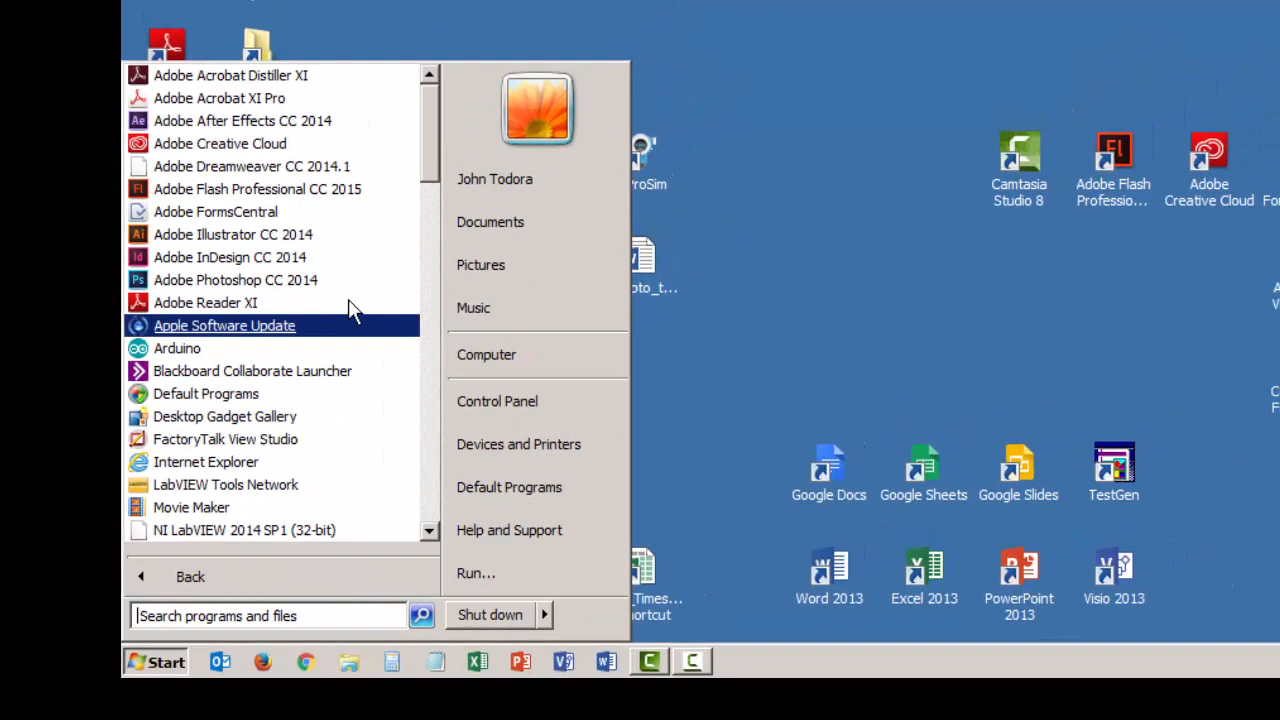 Adobe Acrobat Distiller XI
Adobe Acrobat XI Pro
Adobe After Effects CC 2014
Adobe Creative Cloud
Adobe Dreamweaver CC 2014.1
Adobe Flash Professional CC 2015
Adobe FormsCentral
Adobe Illustrator CC 2014
Adobe InDesign CC 2014
Adobe Photoshop CC 2014
Adobe Reader XI
Apple Software Update
Arduino
Blackboard Collaborate Launcher
Default Programs
Desktop Gadget Gallery
FactoryTalk View Studio
Internet Explorer
LabVIEW Tools Network
Movie Maker
NI LabVIEW 2014 SP1 (32-bit)
Back
Search programs and files
John Todora
Documents
Pictures
Music
Computer
Control Panel
Devices and Printers
Default Programs
Help and Support
Run...
Shut down
roSim
oto_t...
_Times...
ortcut
Camtasia
Studio 8
Adobe Flash
Professio...
Adobe
Creative Cloud
Fo
Google Docs
Google Sheets
Google Slides
TestGen
Word 2013
Excel 2013
PowerPoint
2013
Visio 2013
Start